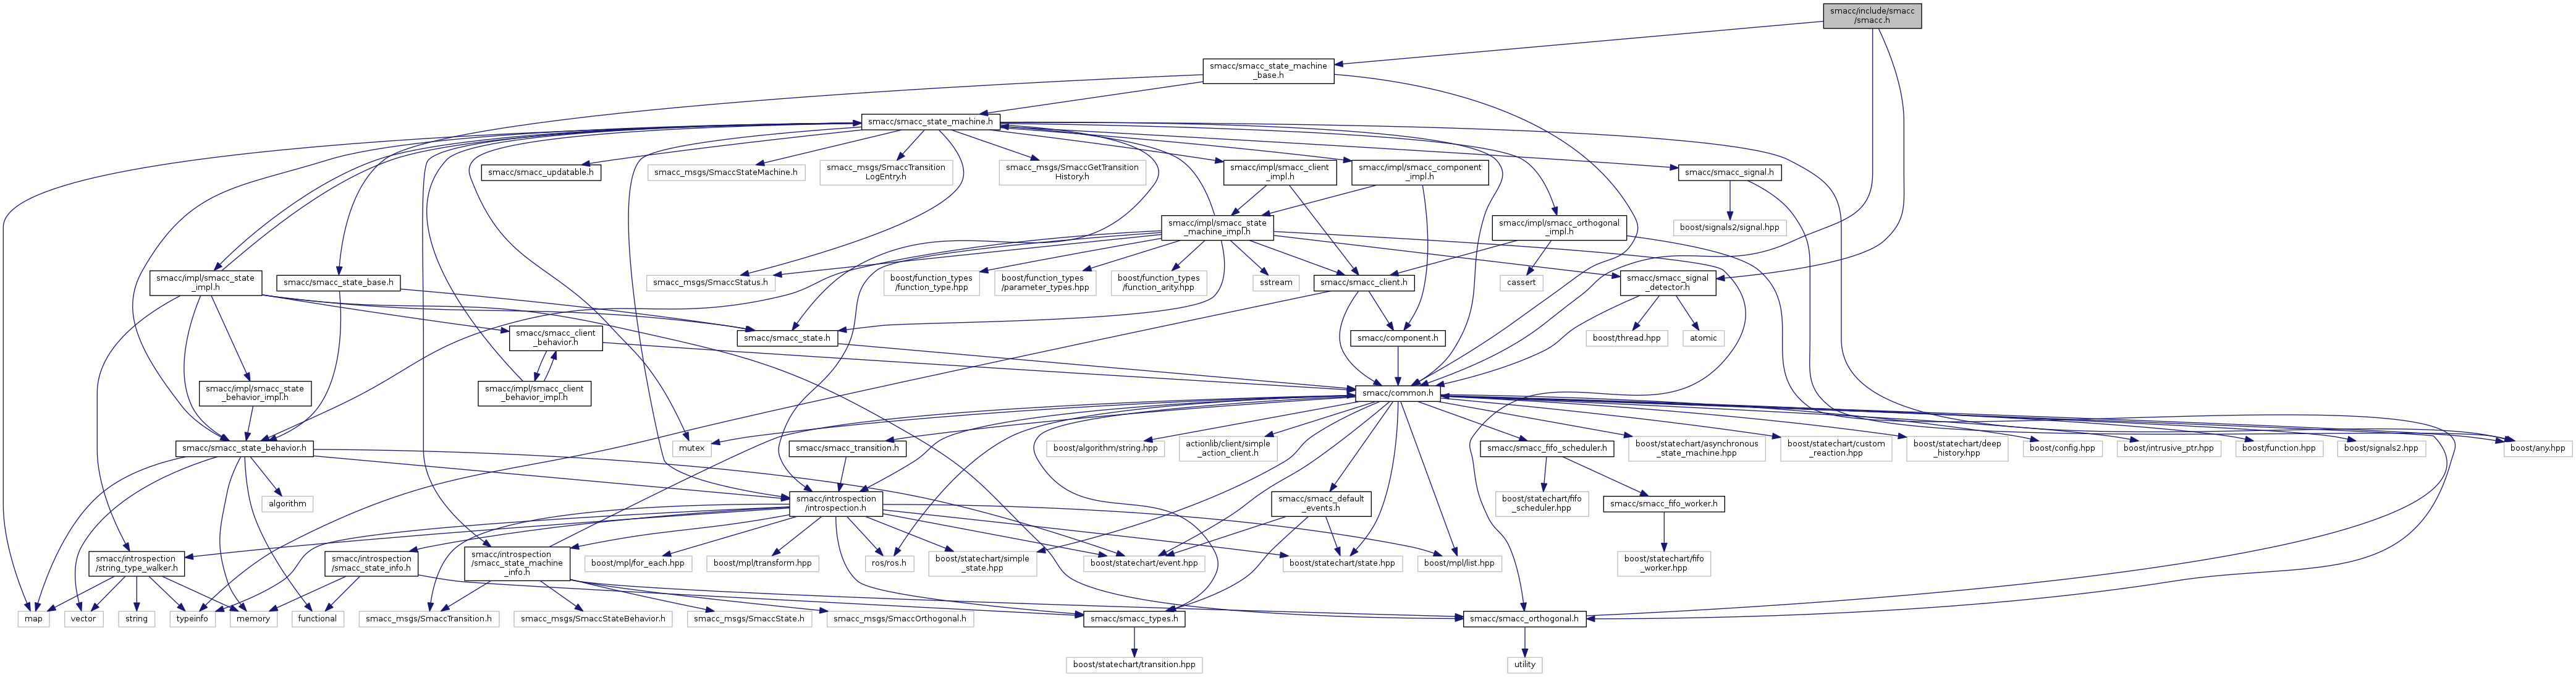 smacc/include/smacc
/smacc.h
smacc/smacc_state_machine
_base.h
smacc/smacc_state_machine.h
smacc/smacc_updatable.h
smacc_msgs/SmaccStateMachine.h
smacc_msgs/SmaccTransition
LogEntry.h
smacc_msgs/SmaccGetTransition
History.h
smacc/impl/smacc_client
_impl.h
smacc/impl/smacc_component
_impl.h
smacc/smacc_signal.h
smacc/impl/smacc_state
_machine_impl.h
smacc/impl/smacc_orthogonal
_impl.h
boost/signals2/signal.hpp
smacc/impl/smacc_state
_impl.h
smacc/smacc_state_base.h
smacc_msgs/SmaccStatus.h
boost/function_types
/function_type.hpp
boost/function_types
/parameter_types.hpp
boost/function_types
/function_arity.hpp
sstream
smacc/smacc_client.h
cassert
smacc/smacc_signal
_detector.h
smacc/smacc_client
_behavior.h
smacc/smacc_state.h
smacc/component.h
boost/thread.hpp
atomic
smacc/impl/smacc_state
_behavior_impl.h
smacc/impl/smacc_client
_behavior_impl.h
smacc/common.h
smacc/smacc_state_behavior.h
mutex
smacc/smacc_transition.h
boost/algorithm/string.hpp
actionlib/client/simple
_action_client.h
smacc/smacc_fifo_scheduler.h
boost/statechart/asynchronous
_state_machine.hpp
boost/statechart/custom
_reaction.hpp
boost/statechart/deep
_history.hpp
boost/config.hpp
boost/intrusive_ptr.hpp
boost/function.hpp
boost/signals2.hpp
boost/any.hpp
algorithm
smacc/introspection
/introspection.h
smacc/smacc_default
_events.h
boost/statechart/fifo
_scheduler.hpp
smacc/smacc_fifo_worker.h
smacc/introspection
/string_type_walker.h
smacc/introspection
/smacc_state_info.h
smacc/introspection
/smacc_state_machine
_info.h
boost/mpl/for_each.hpp
boost/mpl/transform.hpp
ros/ros.h
boost/statechart/simple
_state.hpp
boost/statechart/event.hpp
boost/statechart/state.hpp
boost/mpl/list.hpp
boost/statechart/fifo
_worker.hpp
map
vector
string
typeinfo
memory
functional
smacc_msgs/SmaccTransition.h
smacc_msgs/SmaccStateBehavior.h
smacc_msgs/SmaccState.h
smacc_msgs/SmaccOrthogonal.h
smacc/smacc_types.h
smacc/smacc_orthogonal.h
boost/statechart/transition.hpp
utility